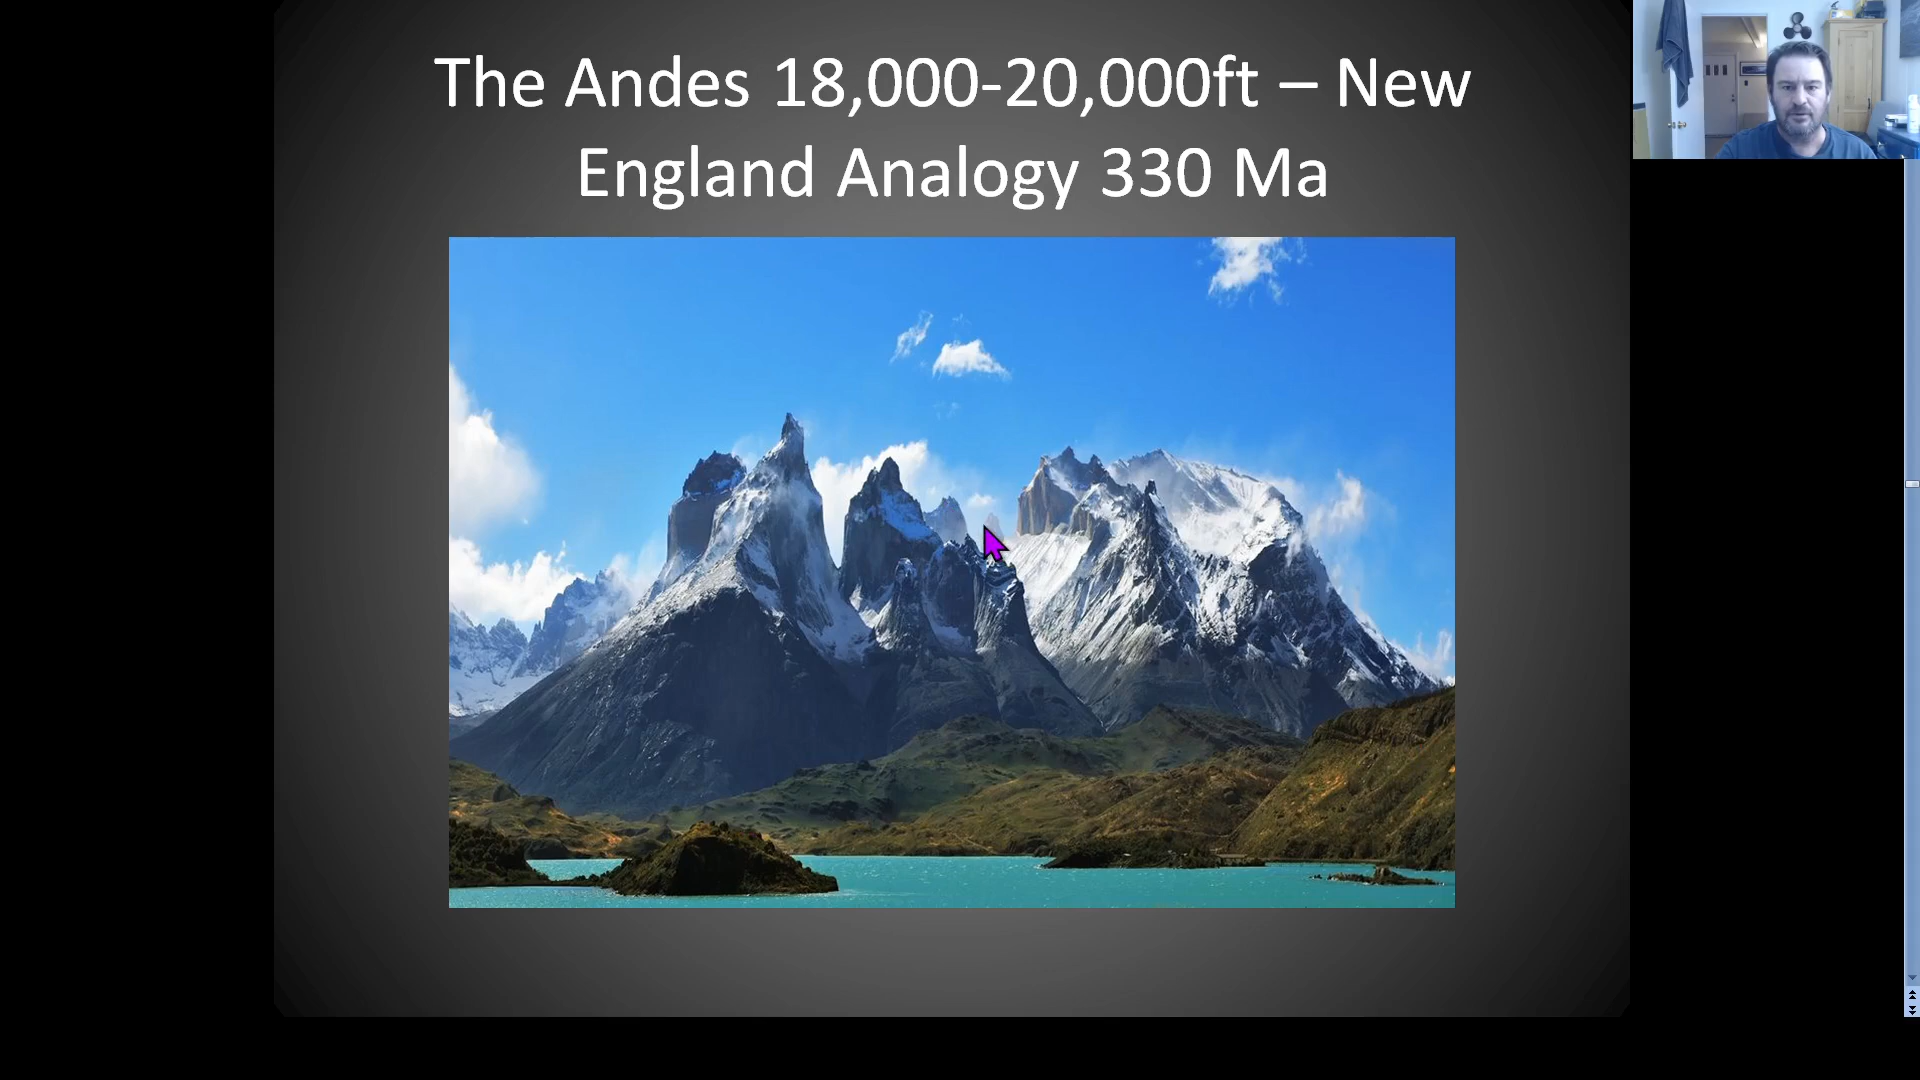 The Andes 18,000-20,000ft – New
England Analogy 330 Ma